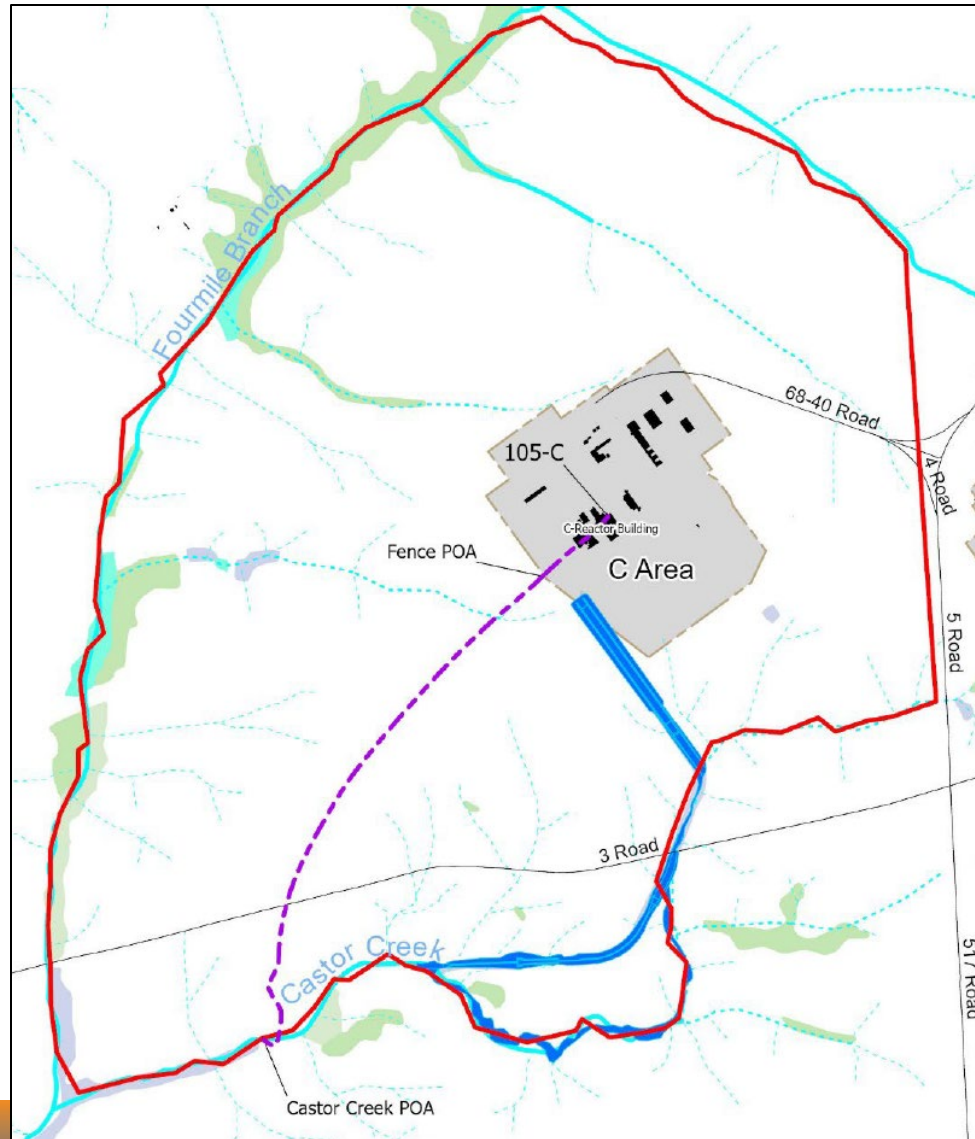 Fourmile Branch
68-40 Road
4 Road
105-C
C-Reactor Building
Fence POA
C Area
5 Road
3 Road
Castor Creek
517 Road
Castor Creek POA